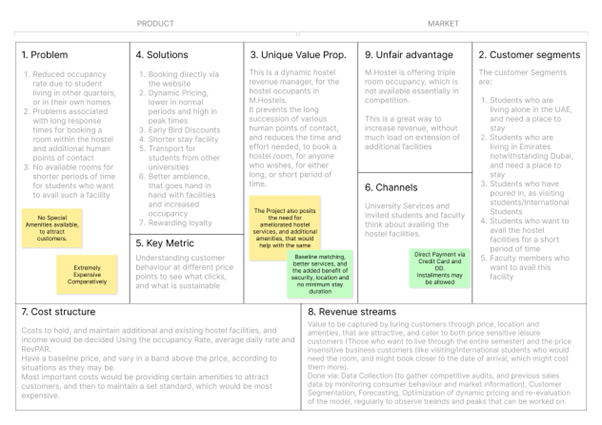 PRODUCT
MARKET
1. Problem
1. Reduced occupancy
rate due to student
living in other quarters,
or in their own homes
2. Problems associated
with long response
times for booking a
room within the hostel
and additional human
points of contact
3. No available rooms for
shorter periods of time
for students who want
to avail such a facility
No Special
Amenities available,
to attract
customers.
Extremely
Expensive
Comparatively
4. Solutions
1. Booking directly via
the website
2. Dynamic Pricing,
lower in normal
periods and high in
peak times
3. Early Bird Discounts
4. Shorter stay facility
5. Transport for
students from other
universities
6. Better ambience,
that goes hand in
hand with facilities
and increased
occupancy
7. Rewarding loyalty
5. Key Metric
Understanding customer
behaviour at different price
points to see what clicks,
and what is sustainable
3. Unique Value Prop.
This is a dynamic hostel
revenue manager, for the
hostel occupants in
M.Hostels.
It prevents the long
succession of various
human points of contact,
and reduces the time and
effort needed, to book a
hostel room, for anyone
who wishes, for either
long, or short period of
time.
The Project also posits
the need for
ameliorated hostel
services, and additional
amenities, that would
help with the same
Baseline matching,
better services, and
the added benefit of
security, location and
no minimum stay
duration
9. Unfair advantage
M.Hostel is offering triple
room occupancy, which is
not available essentially in
competition.
This is a great way to
increase revenue, without
much load on extension of
additional facilities
6. Channels
University Services and
Invited students and faculty
think about availing the
hostel facilities.
Direct Payment via
Credit Card and
DD.
Installments may
be allowed
2. Customer segments
The customer Segments
are:
1. Students who are
living alone in the UAE,
and need a place to
stay
2. Students who are
living in Emirates
notwithstanding Dubai,
and need a place to
stay
3. Students who have
poured in, as visiting
students/International
Students
4. Students who want to
avail the hostel
facilities for a short
period of time
5. Faculty members who
want to avail this
facility
7. Cost structure
Costs to hold, and maintain additional and existing hostel facilities, and
income would be decided Using the occupancy Rate, average daily rate and
RevPAR.
Have a baseline price, and vary in a band above the price, according to
situations as they may be.
Most important costs would be providing certain amenities to attract
customers, and then to maintain a set standard, which would be most
expensive.
8. Revenue streams
Value to be captured by luring customers through price, location and
amenities, that are attractive, and cater to both price sensitive leisure
customers (Those who want to live through the entire semester) and the price
insensitive business customers (like visiting/international students who would
need the room, and might book closer to the date of arrival, which might cost
them more).
Done via: Data Collection (to gather competitive audits, and previous sales
data by monitoring consumer behaviour and market information), Customer
Segmentation, Forecasting, Optimization of dynamic pricing and re-evaluation
of the model, regularly to observe treands and peaks that can be worked on.